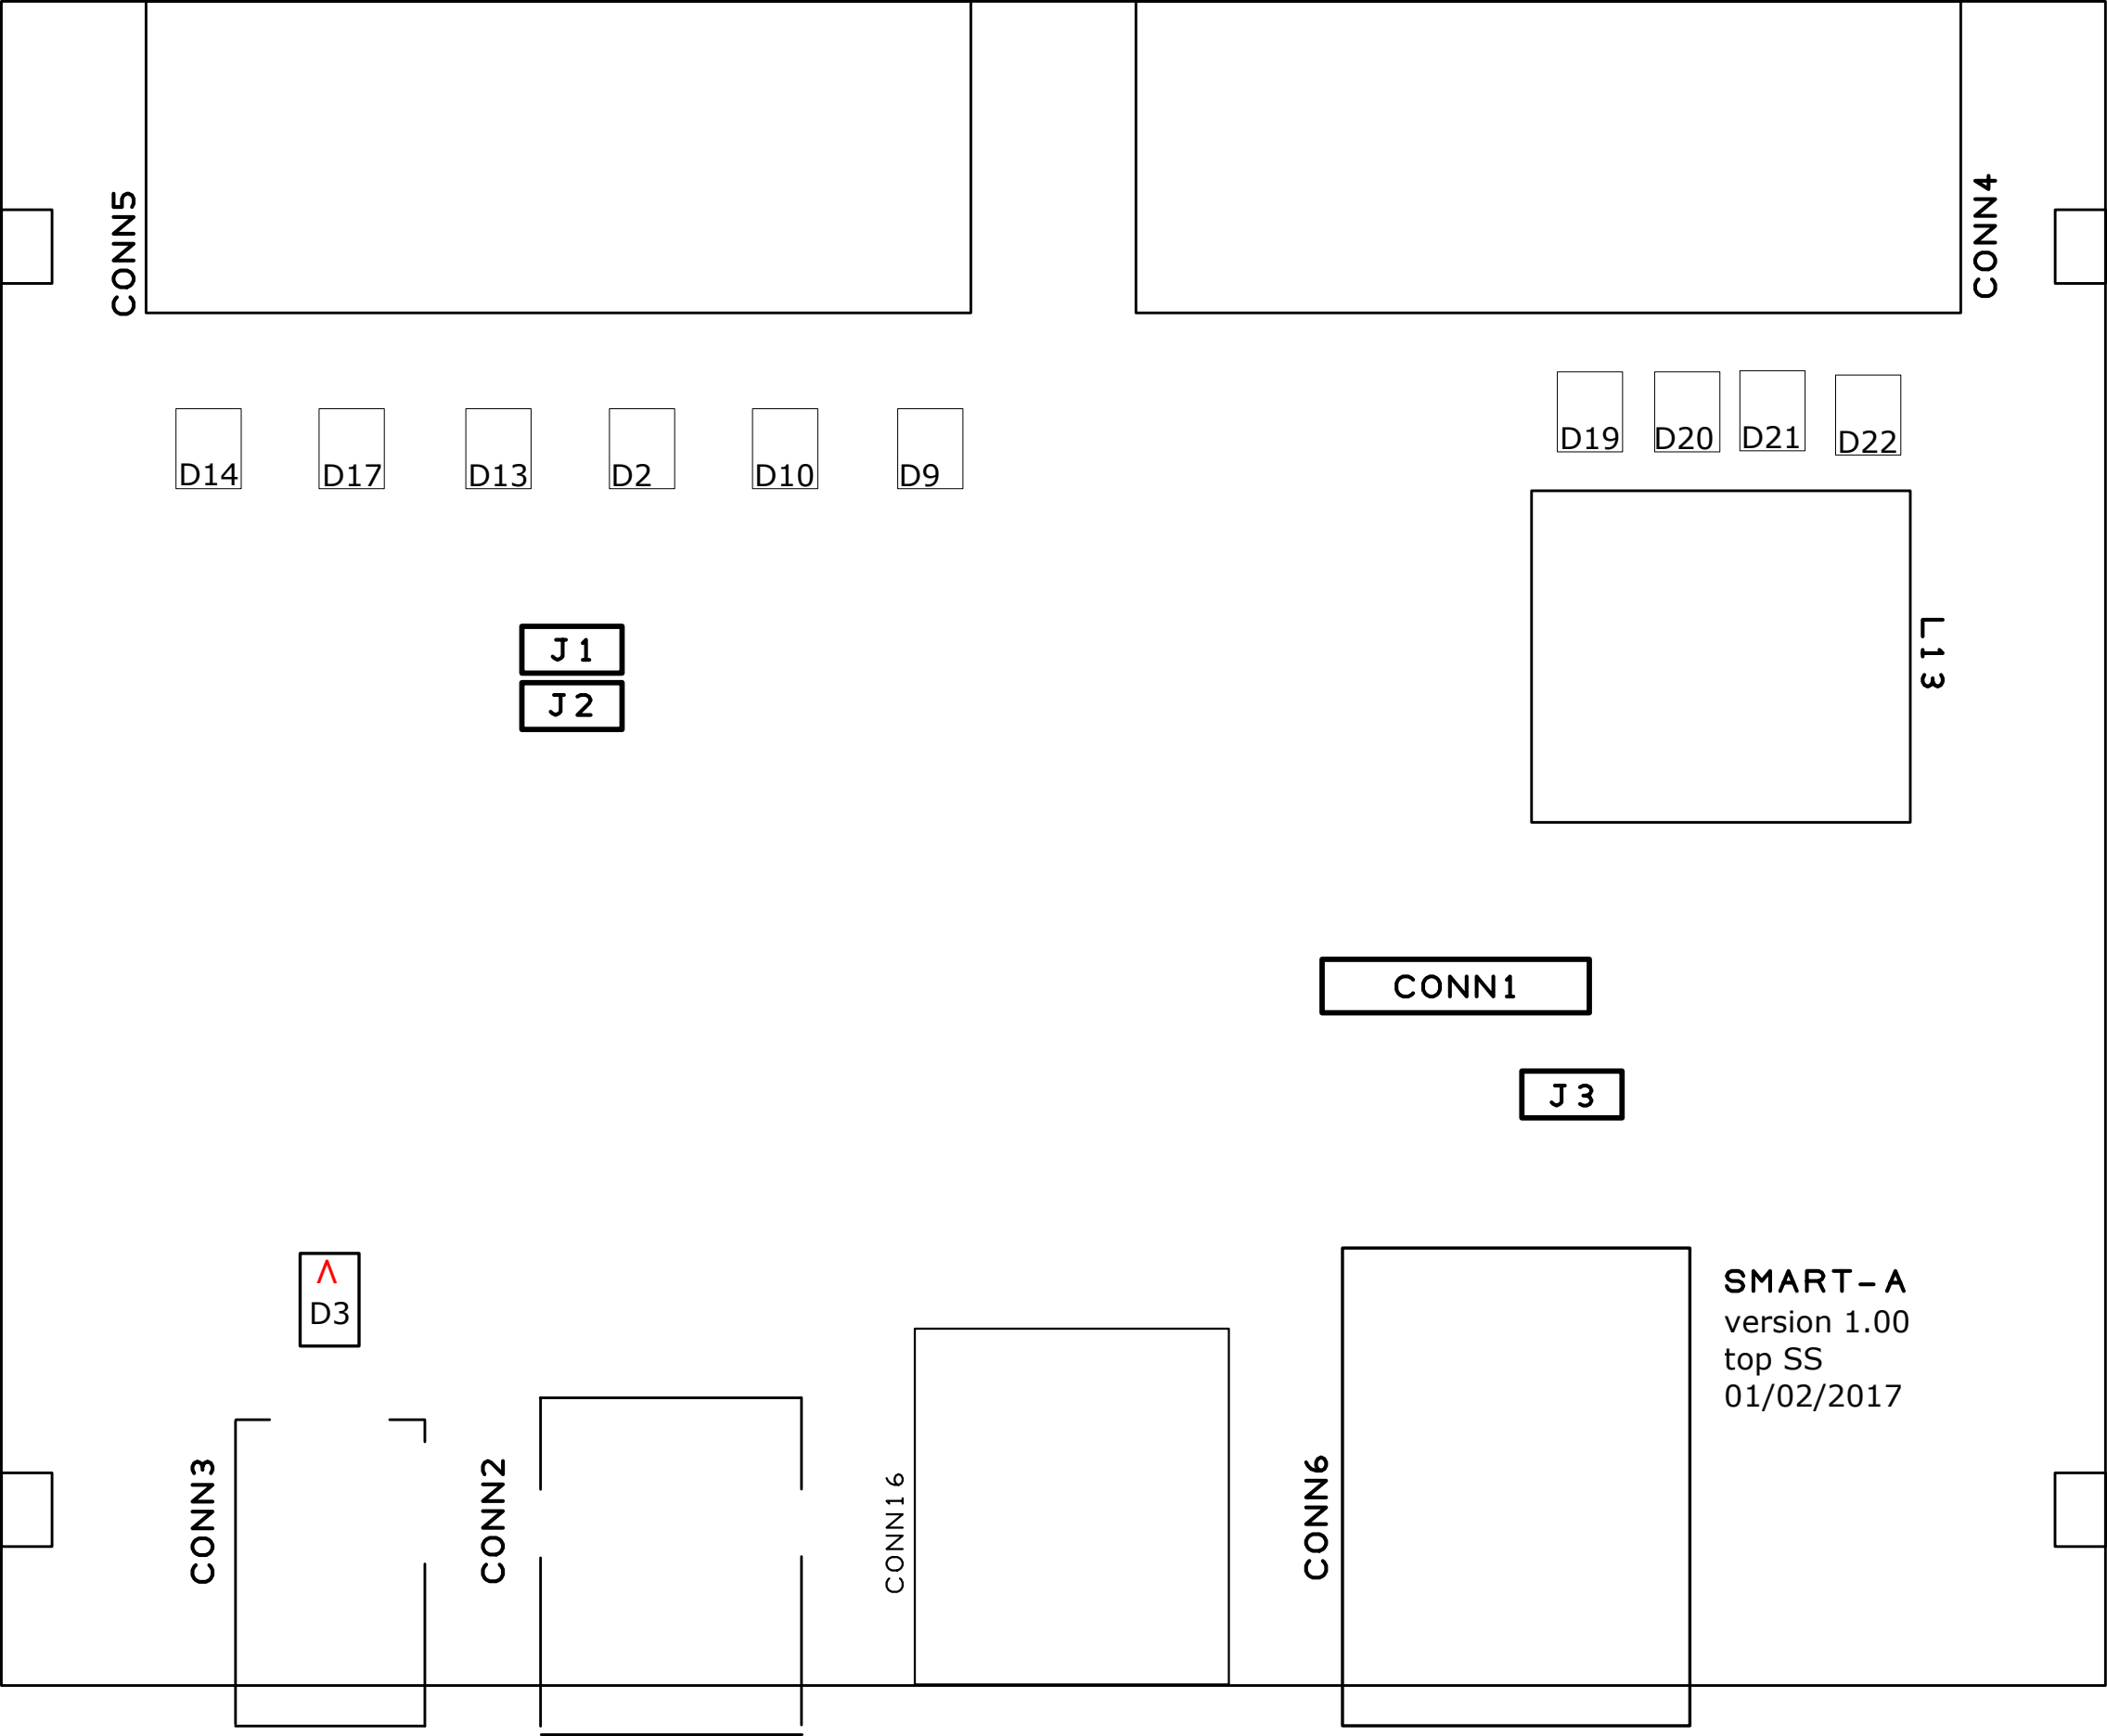 CONN5
CONN4
D14
D17
D13
D2
D10
D9
D19
D20
D21
D22
J1
J2
L13
CONN1
J3
D3
CONN3
CONN2
CONN16
CONN6
SMART-A
version 1.00
top SS
01/02/2017